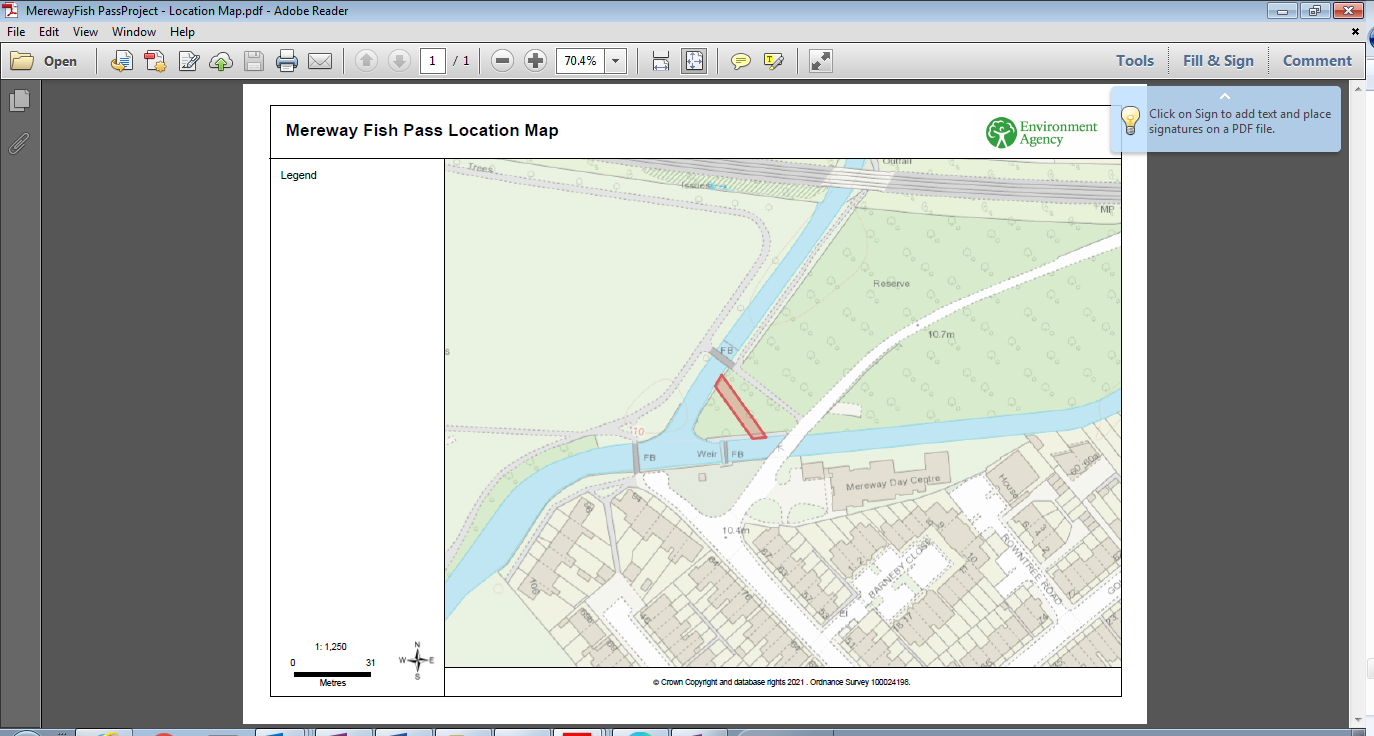 MerewayFish PassProject - Location Map.pdf - Adobe Reader
File Edit View Window Help
Open 1 / 1 70.4% Tools Fill & Sign Comment
Click on Sign to add text and place
signatures on a PDF file.
Mereway Fish Pass Location Map
Environment
Agency
Legend
Trees
Issues
Outfall
MP
Reserve
10.7m
FB
10
FB
Weir
FB
Mereway Day Centre
House
60 60a
10.4m
BARNEBY CLOSE
ROWNTREE ROAD
El
1: 1,250
0 31
Metres
N
W E
S
© Crown Copyright and database rights 2021 . Ordnance Survey 100024198.